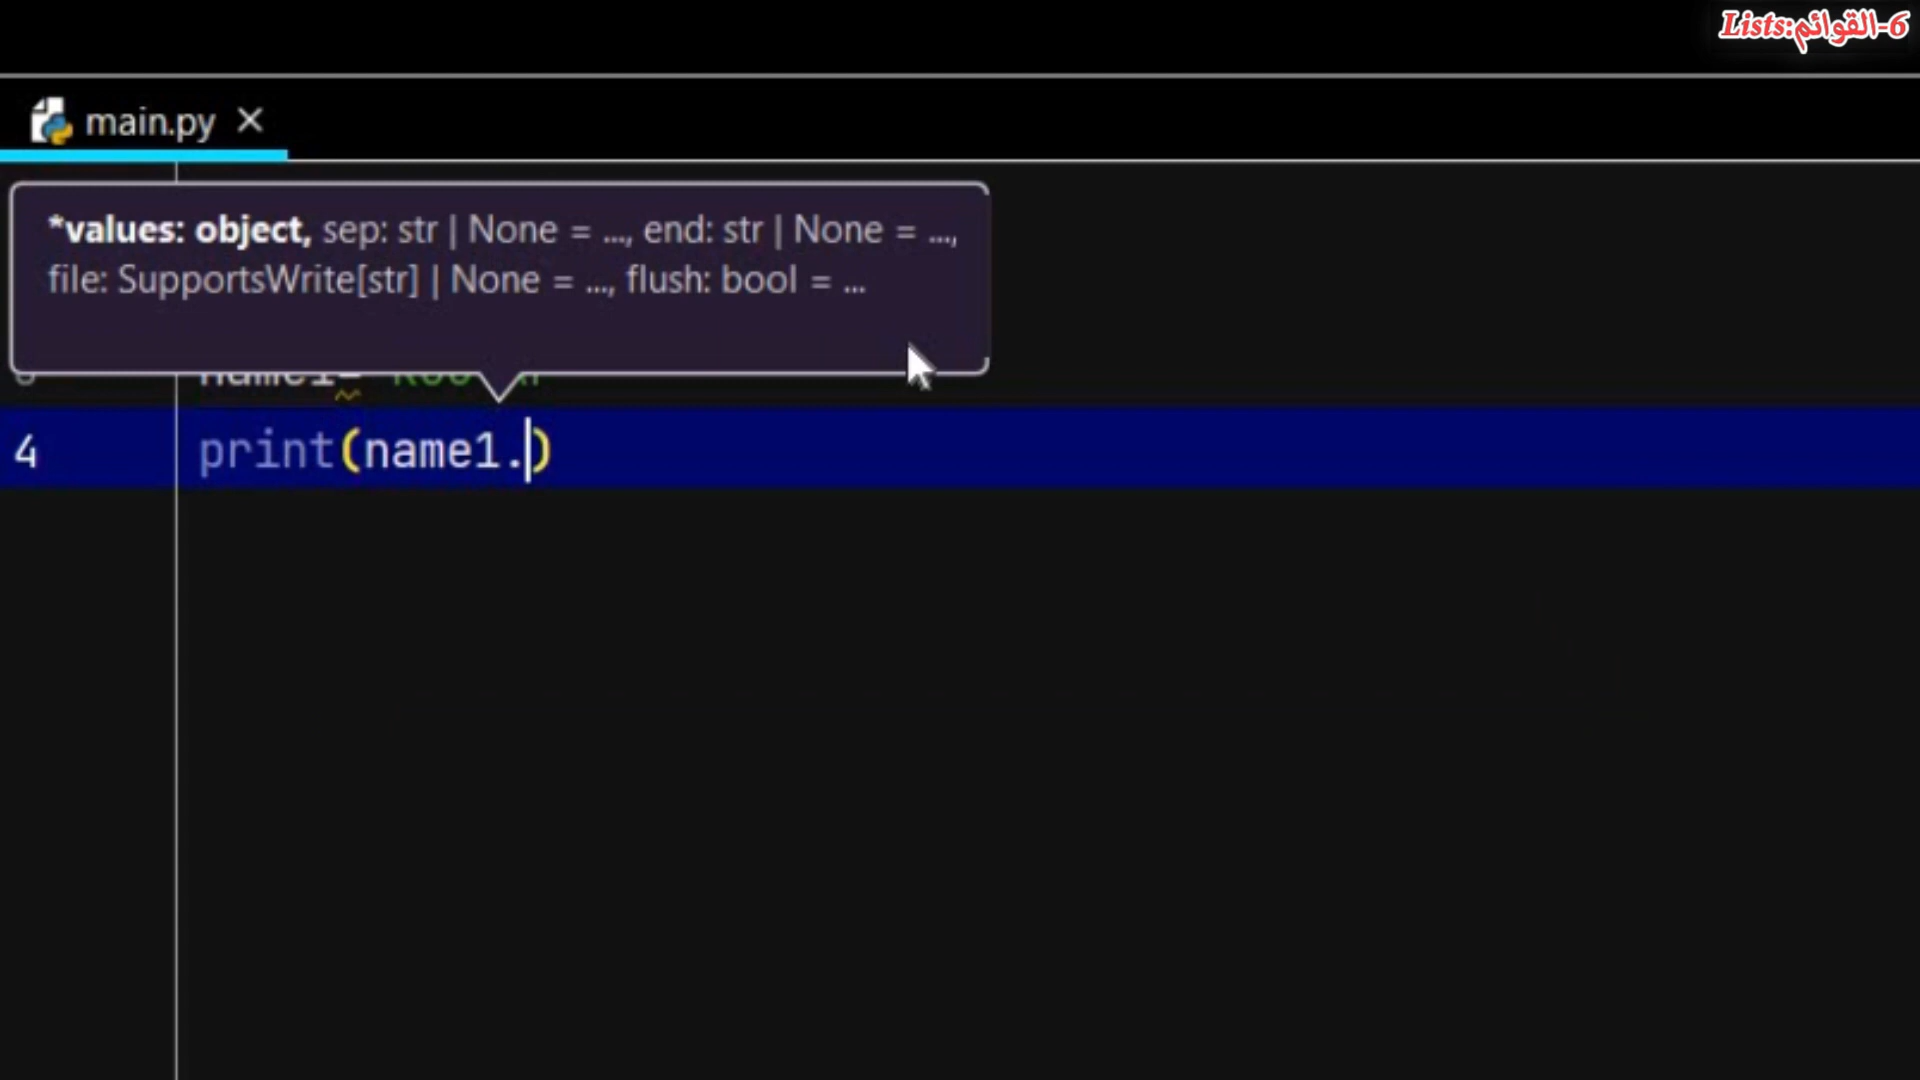 6-القوائم:Lists
main.py
*values: object, sep: str | None = ..., end: str | None = ...,
file: SupportsWrite[str] | None = ..., flush: bool = ...
name1=
4 print(name1.)